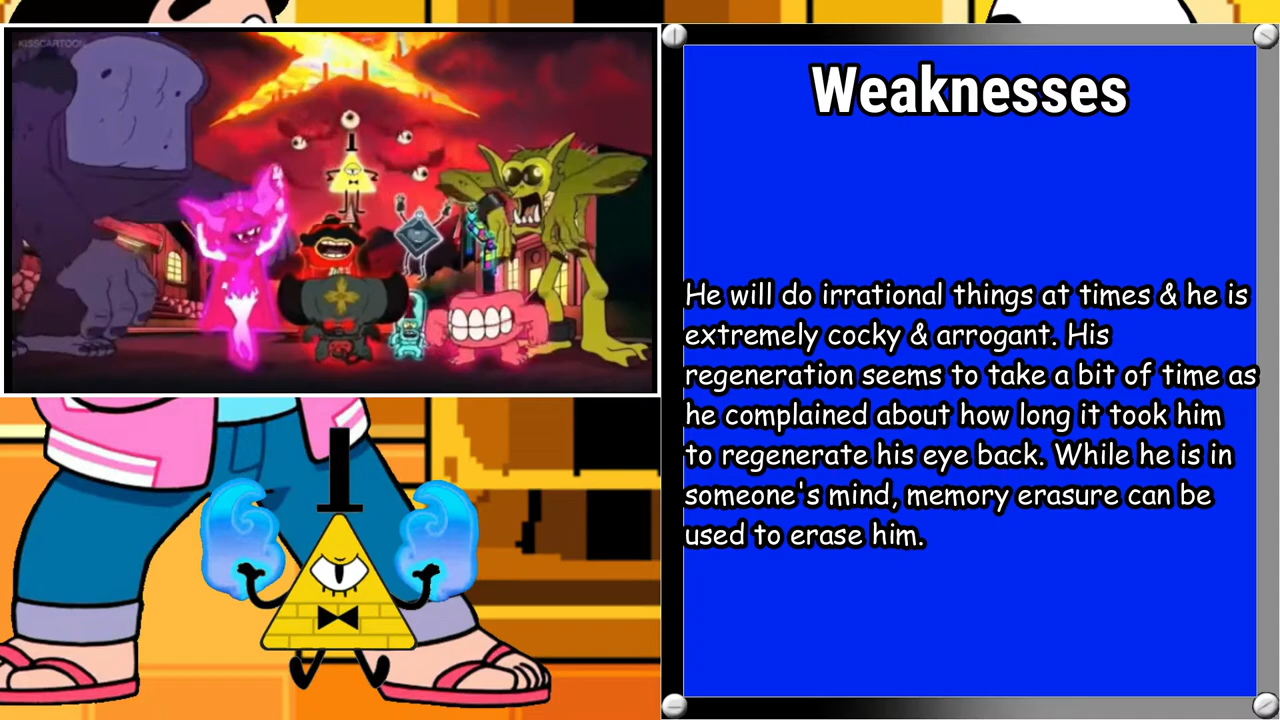 KISSCARTOON
Weaknesses
He will do irrational things at times & he is
extremely cocky & arrogant. His
regeneration seems to take a bit of time as
he complained about how long it took him
to regenerate his eye back. While he is in
someone's mind, memory erasure can be
used to erase him.